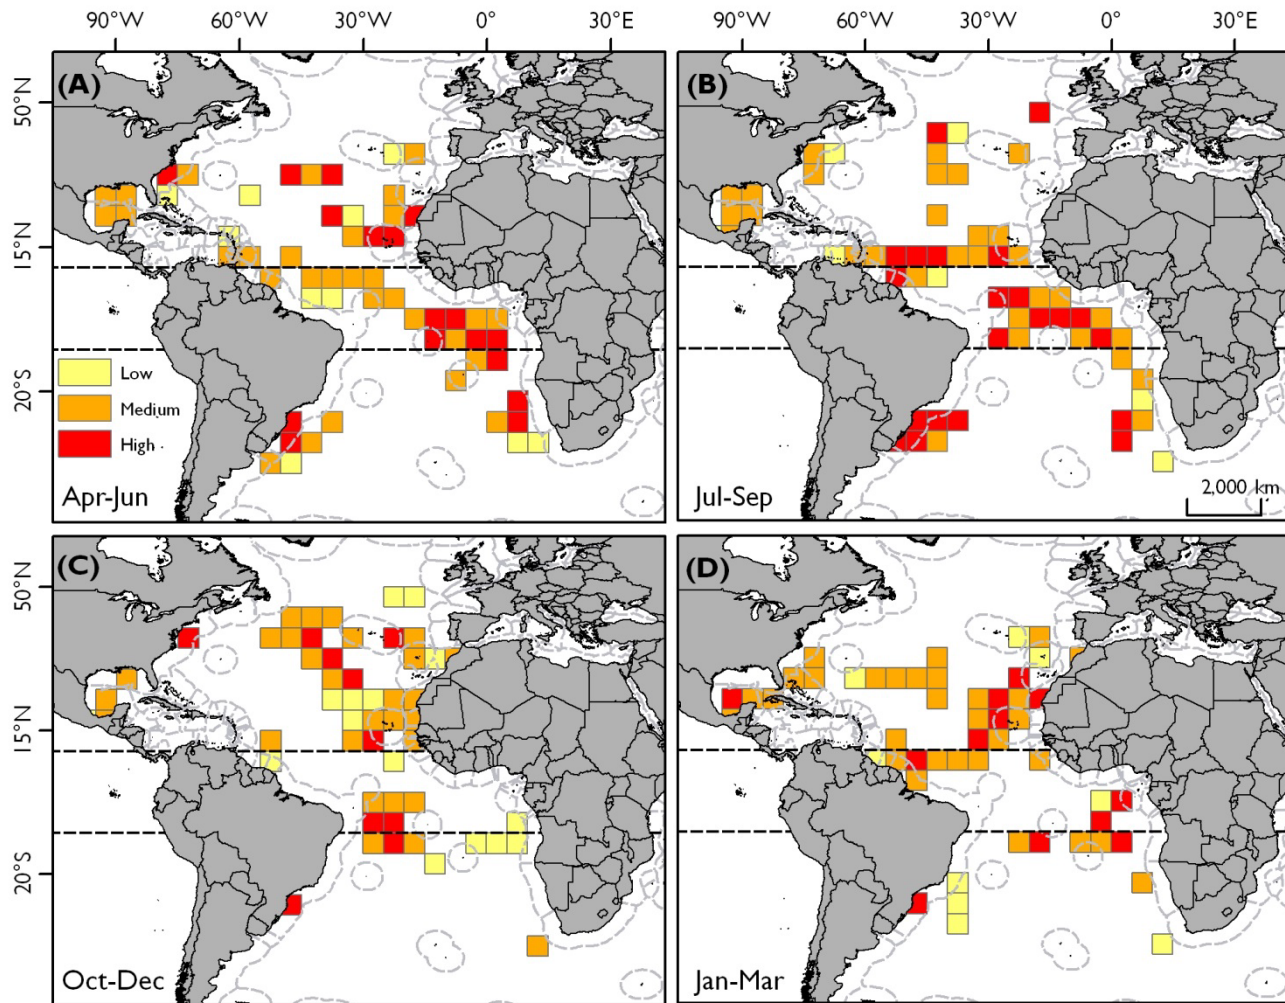 90°W 60°W 30°W 0° 30°E 90°W 60°W 30°W 0° 30°E
(A) (B)
50°N
15°N
20°S
Low
Medium
High
Apr-Jun
Jul-Sep
2,000 km
(C) (D)
50°N
15°N
20°S
Oct-Dec
Jan-Mar